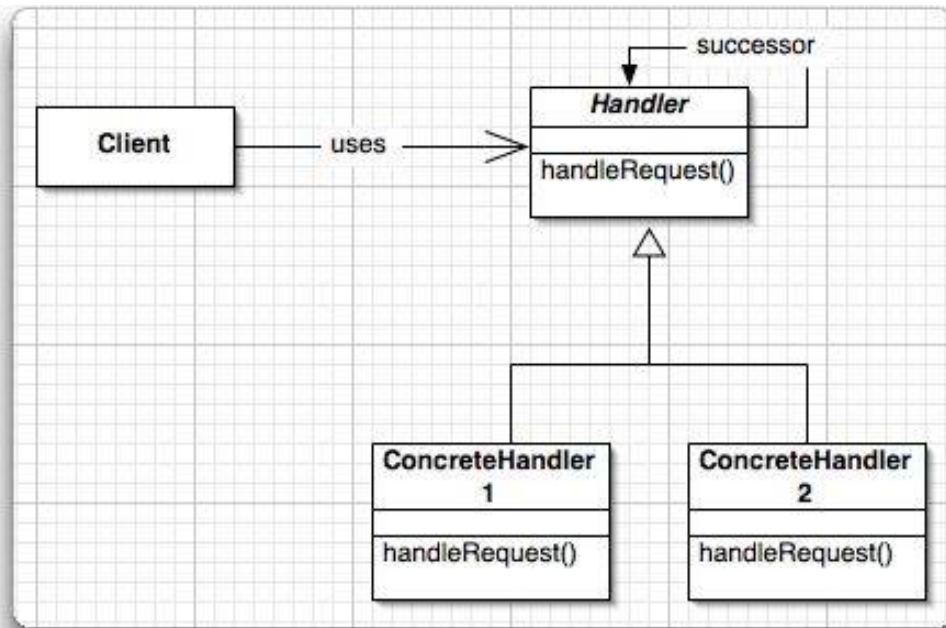 successor
Handler
Client
uses
handleRequest()
ConcreteHandler
1
handleRequest()
ConcreteHandler
2
handleRequest()